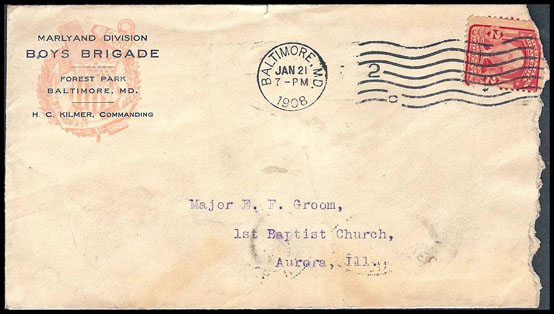 MARLYAND DIVISION
BOYS BRIGADE
FOREST PARK
BALTIMORE, MD.
H. C. KILMER, COMMANDING
BALTIMORE, MD.
JAN 21
7-PM
1908
2
C
Major E. F. Groom,
1st Baptist Church,
Aurora, Ill.